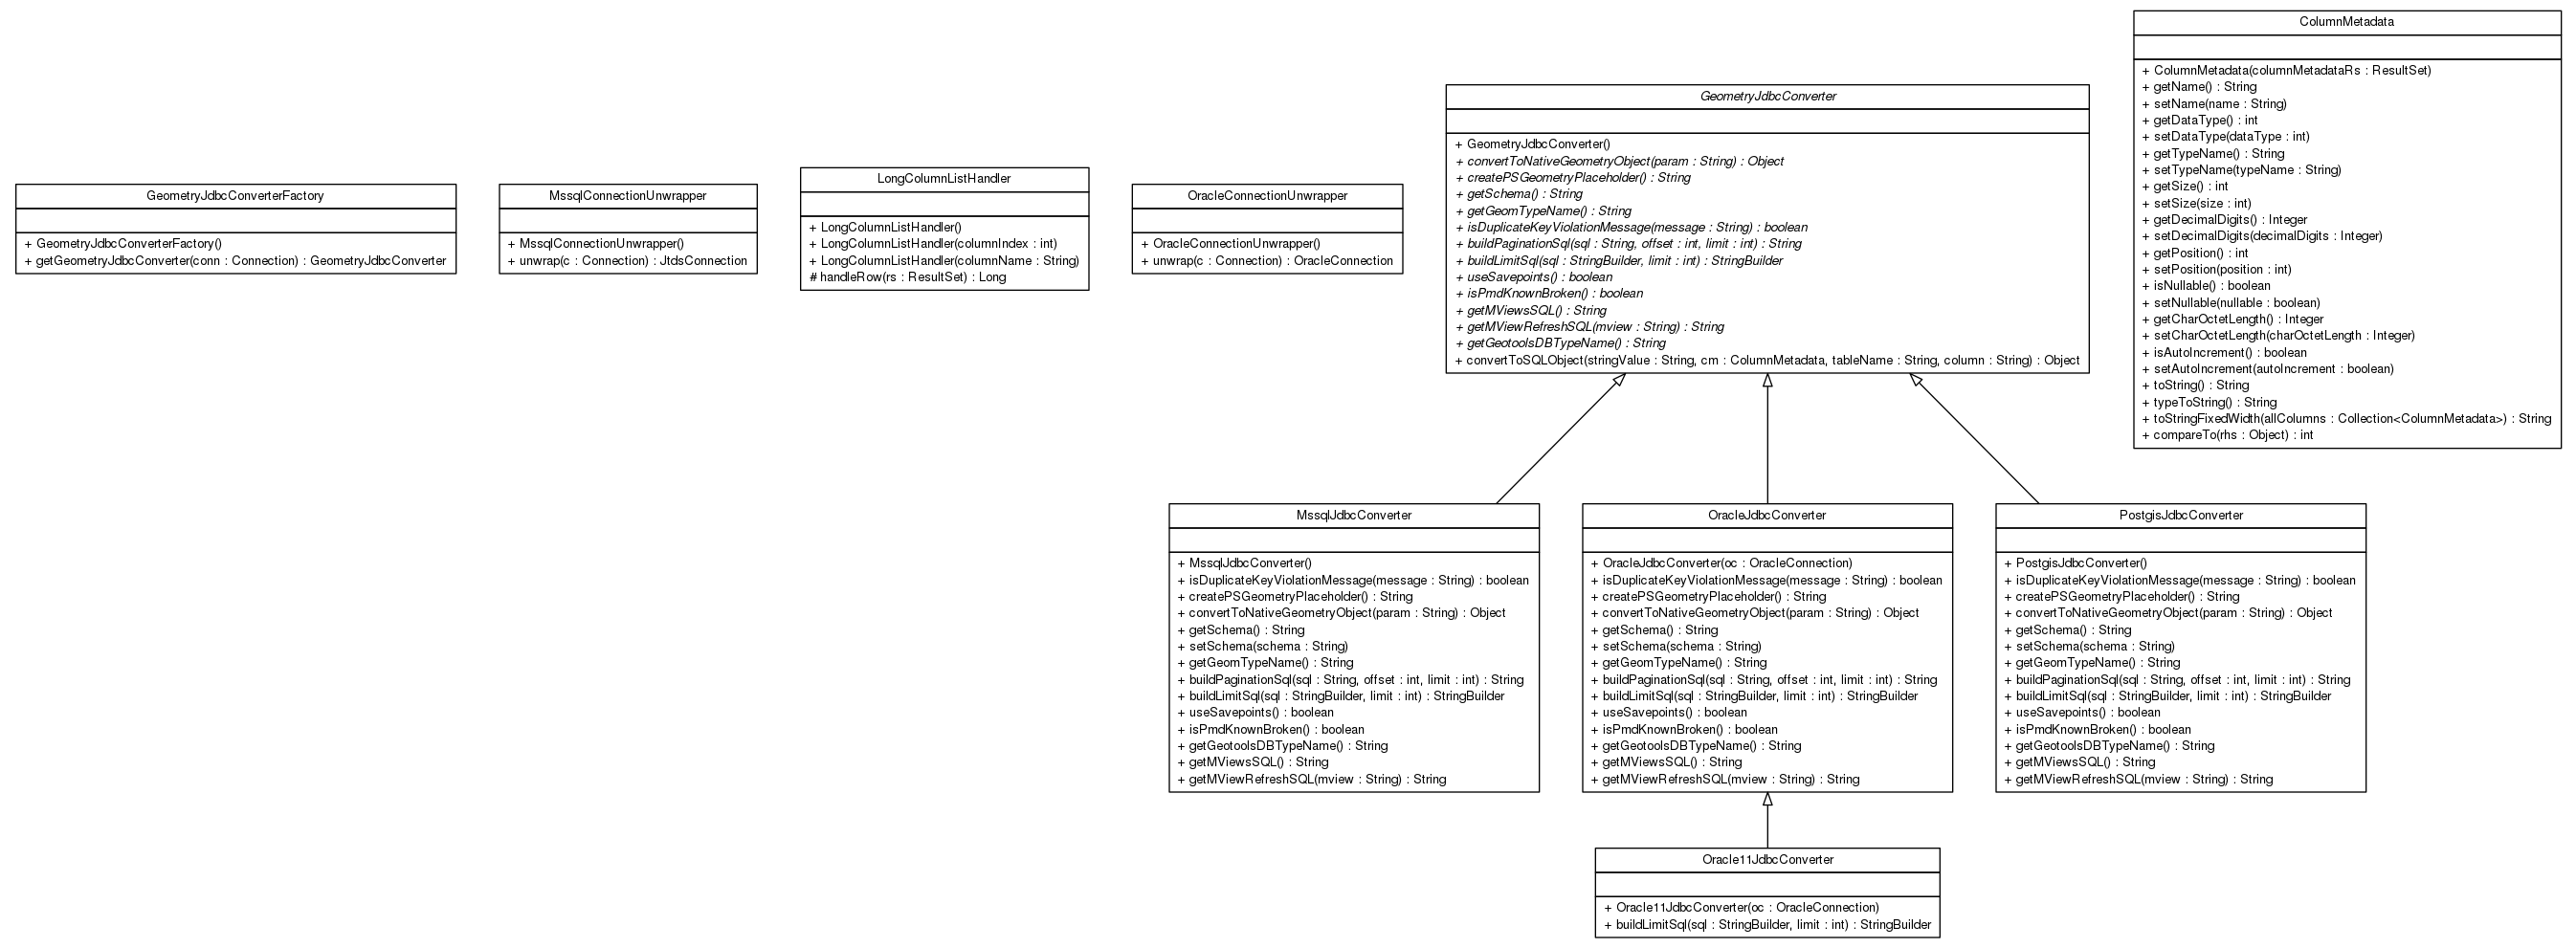 GeometryJdbcConverterFactory
+ GeometryJdbcConverterFactory()
+ getGeometryJdbcConverter(conn : Connection) : GeometryJdbcConverter
MssqlConnectionUnwrapper
+ MssqlConnectionUnwrapper()
+ unwrap(c : Connection) : JtdsConnection
LongColumnListHandler
+ LongColumnListHandler()
+ LongColumnListHandler(columnIndex : int)
+ LongColumnListHandler(columnName : String)
# handleRow(rs : ResultSet) : Long
OracleConnectionUnwrapper
+ OracleConnectionUnwrapper()
+ unwrap(c : Connection) : OracleConnection
GeometryJdbcConverter
+ GeometryJdbcConverter()
+ convertToNativeGeometryObject(param : String) : Object
+ createPSGeometryPlaceholder() : String
+ getSchema() : String
+ getGeomTypeName() : String
+ isDuplicateKeyViolationMessage(message : String) : boolean
+ buildPaginationSql(sql : String, offset : int, limit : int) : String
+ buildLimitSql(sql : StringBuilder, limit : int) : StringBuilder
+ useSavepoints() : boolean
+ isPmdKnownBroken() : boolean
+ getMViewsSQL() : String
+ getMViewRefreshSQL(mview : String) : String
+ getGeotoolsDBTypeName() : String
+ convertToSQLObject(stringValue : String, cm : ColumnMetadata, tableName : String, column : String) : Object
ColumnMetadata
+ ColumnMetadata(columnMetadataRs : ResultSet)
+ getName() : String
+ setName(name : String)
+ getDataType() : int
+ setDataType(dataType : int)
+ getTypeName() : String
+ setTypeName(typeName : String)
+ getSize() : int
+ setSize(size : int)
+ getDecimalDigits() : Integer
+ setDecimalDigits(decimalDigits : Integer)
+ getPosition() : int
+ setPosition(position : int)
+ isNullable() : boolean
+ setNullable(nullable : boolean)
+ getCharOctetLength() : Integer
+ setCharOctetLength(charOctetLength : Integer)
+ isAutoIncrement() : boolean
+ setAutoIncrement(autoIncrement : boolean)
+ toString() : String
+ typeToString() : String
+ toStringFixedWidth(allColumns : Collection<ColumnMetadata>) : String
+ compareTo(rhs : Object) : int
MssqlJdbcConverter
+ MssqlJdbcConverter()
+ isDuplicateKeyViolationMessage(message : String) : boolean
+ createPSGeometryPlaceholder() : String
+ convertToNativeGeometryObject(param : String) : Object
+ getSchema() : String
+ setSchema(schema : String)
+ getGeomTypeName() : String
+ buildPaginationSql(sql : String, offset : int, limit : int) : String
+ buildLimitSql(sql : StringBuilder, limit : int) : StringBuilder
+ useSavepoints() : boolean
+ isPmdKnownBroken() : boolean
+ getGeotoolsDBTypeName() : String
+ getMViewsSQL() : String
+ getMViewRefreshSQL(mview : String) : String
OracleJdbcConverter
+ OracleJdbcConverter(oc : OracleConnection)
+ isDuplicateKeyViolationMessage(message : String) : boolean
+ createPSGeometryPlaceholder() : String
+ convertToNativeGeometryObject(param : String) : Object
+ getSchema() : String
+ setSchema(schema : String)
+ getGeomTypeName() : String
+ buildPaginationSql(sql : String, offset : int, limit : int) : String
+ buildLimitSql(sql : StringBuilder, limit : int) : StringBuilder
+ useSavepoints() : boolean
+ isPmdKnownBroken() : boolean
+ getGeotoolsDBTypeName() : String
+ getMViewsSQL() : String
+ getMViewRefreshSQL(mview : String) : String
PostgisJdbcConverter
+ PostgisJdbcConverter()
+ isDuplicateKeyViolationMessage(message : String) : boolean
+ createPSGeometryPlaceholder() : String
+ convertToNativeGeometryObject(param : String) : Object
+ getSchema() : String
+ setSchema(schema : String)
+ getGeomTypeName() : String
+ buildPaginationSql(sql : String, offset : int, limit : int) : String
+ buildLimitSql(sql : StringBuilder, limit : int) : StringBuilder
+ useSavepoints() : boolean
+ isPmdKnownBroken() : boolean
+ getGeotoolsDBTypeName() : String
+ getMViewsSQL() : String
+ getMViewRefreshSQL(mview : String) : String
Oracle11JdbcConverter
+ Oracle11JdbcConverter(oc : OracleConnection)
+ buildLimitSql(sql : StringBuilder, limit : int) : StringBuilder